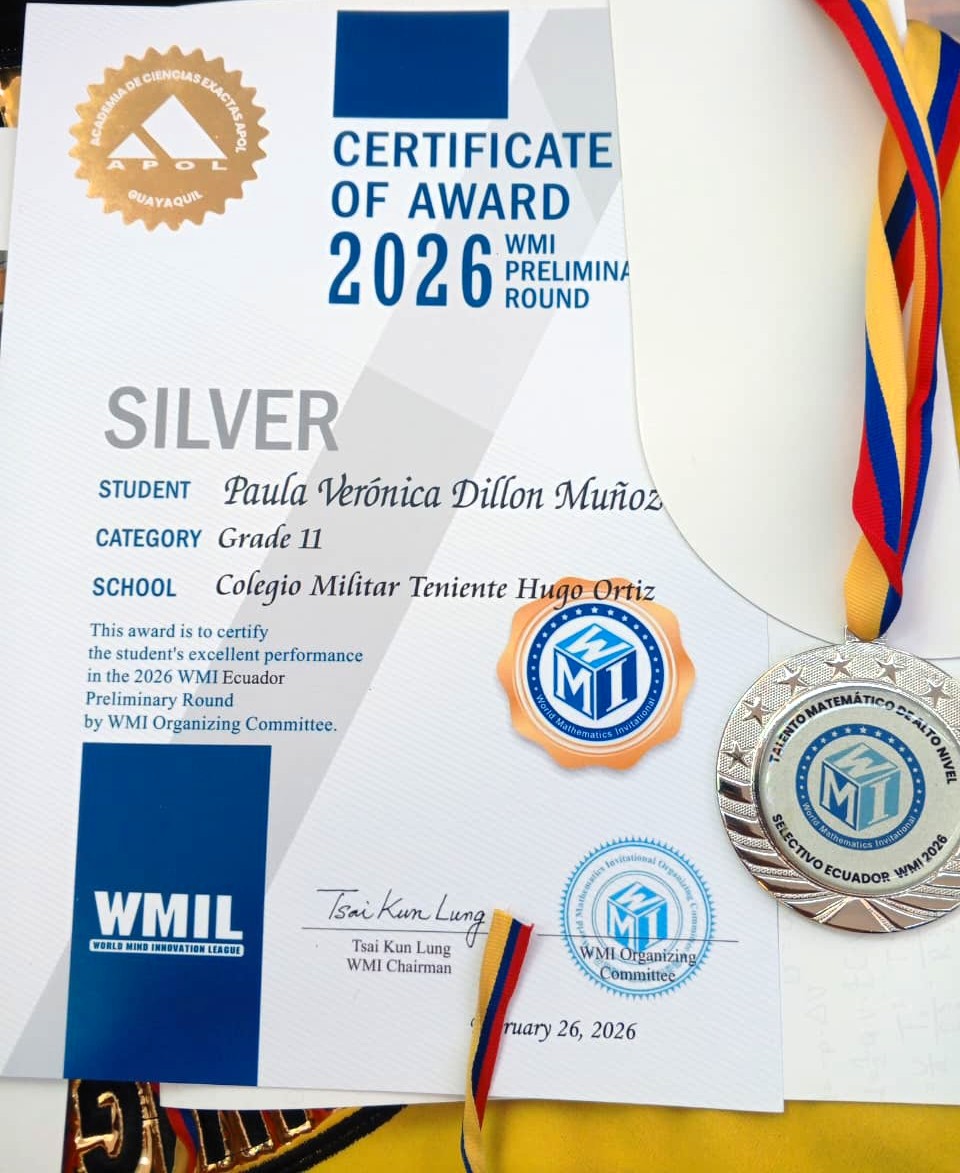 ACADEMIA DE CIENCIAS EXACTAS APOL
APOL
GUAYAQUIL
CERTIFICATE
OF AWARD
2026 WMI
PRELIMINA
ROUND
SILVER
STUDENT Paula Verónica Dillon Muñoz
CATEGORY Grade 11
SCHOOL Colegio Militar Teniente Hugo Ortiz
This award is to certify
the student's excellent performance
in the 2026 WMI Ecuador
Preliminary Round
by WMI Organizing Committee.
WMI
World Mathematics Invitational
TALENTO MATEMÁTICO DE ALTO NIVEL
WMI
World Mathematics Invitational
SELECTIVO ECUADOR WMI 2026
WMIL
WORLD MIND INNOVATION LEAGUE
Tsai Kun Lung
Tsai Kun Lung
WMI Chairman
Mathematics Invitational Organizing Committee
WMI
WMI Organizing
Committee
ruary 26, 2026